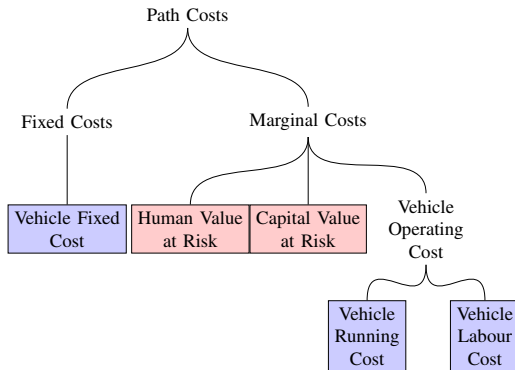 Path Costs
Fixed Costs
Marginal Costs
Vehicle Fixed
Cost
Human Value
at Risk
Capital Value
at Risk
Vehicle
Operating
Cost
Vehicle
Running
Cost
Vehicle
Labour
Cost